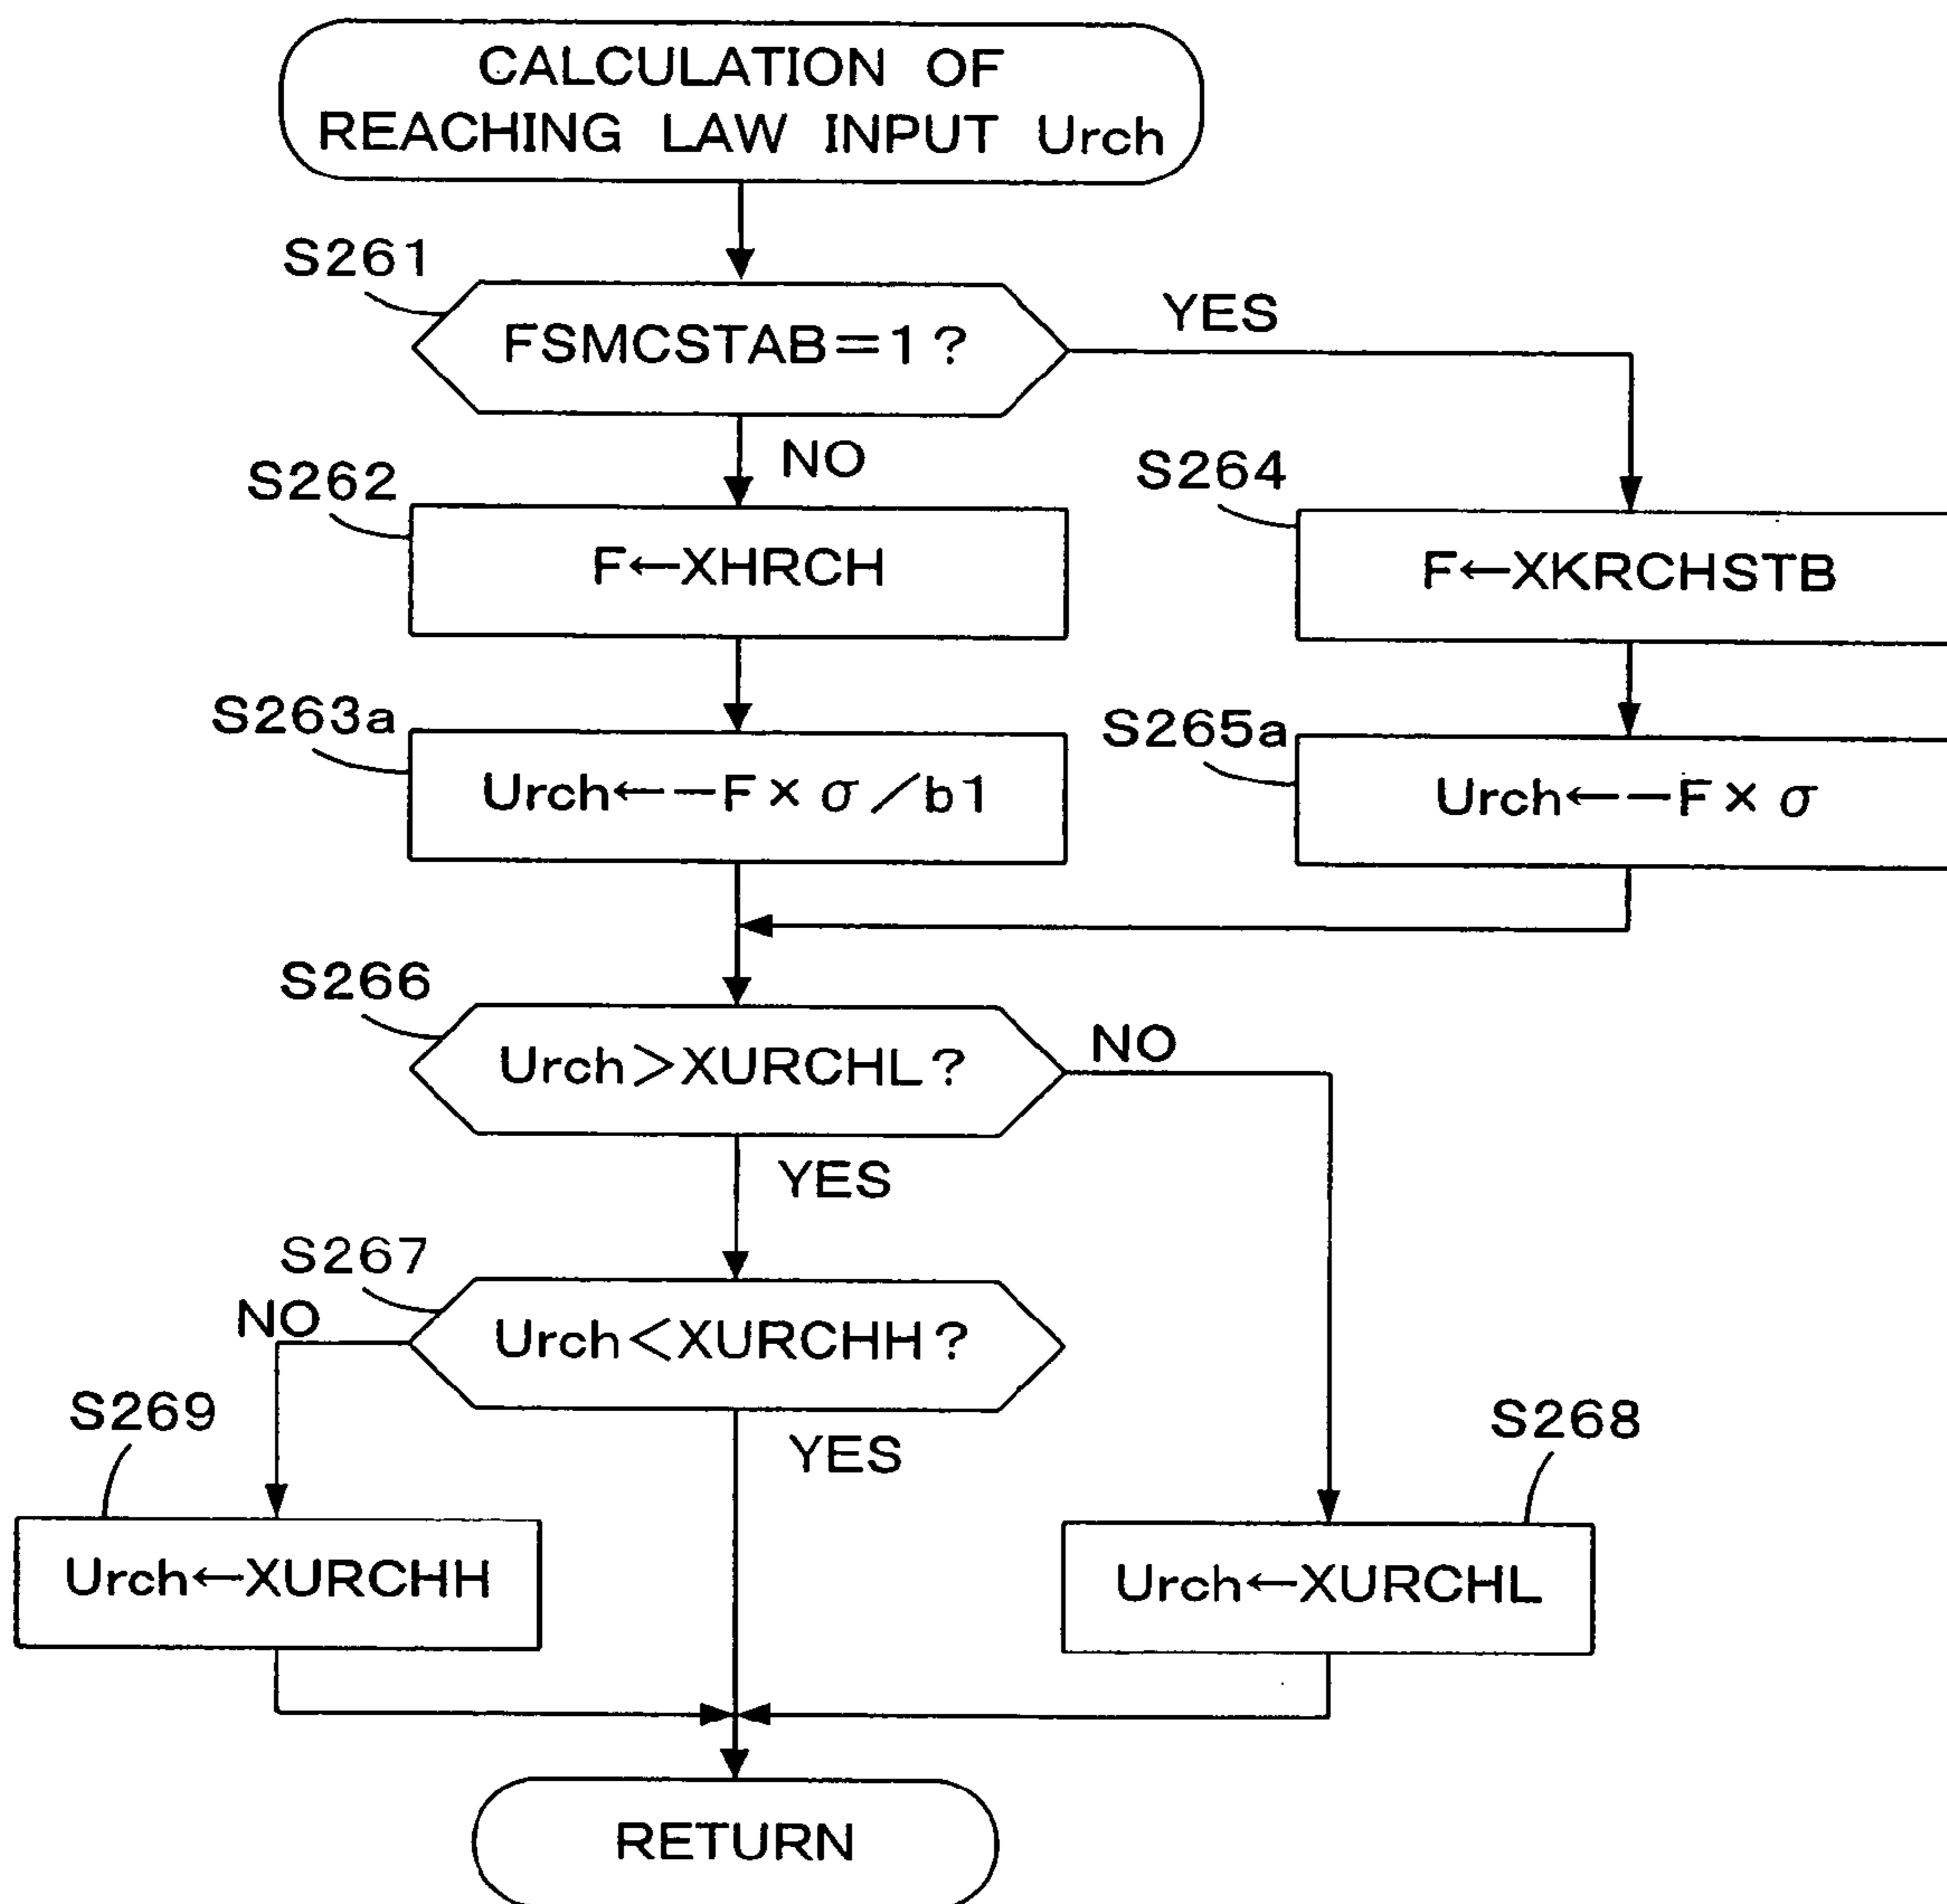 CALCULATION OF
REACHING LAW INPUT Urch
S261
FSMCSTAB=1?
YES
NO
S262
F←XHRCH
S264
F←XKRCHSTB
S263a
Urch←−F×σ/b1
S265a
Urch←−F×σ
S266
Urch>XURCHL?
NO
YES
S267
Urch<XURCHH?
NO
YES
S269
Urch←XURCHH
S268
Urch←XURCHL
RETURN